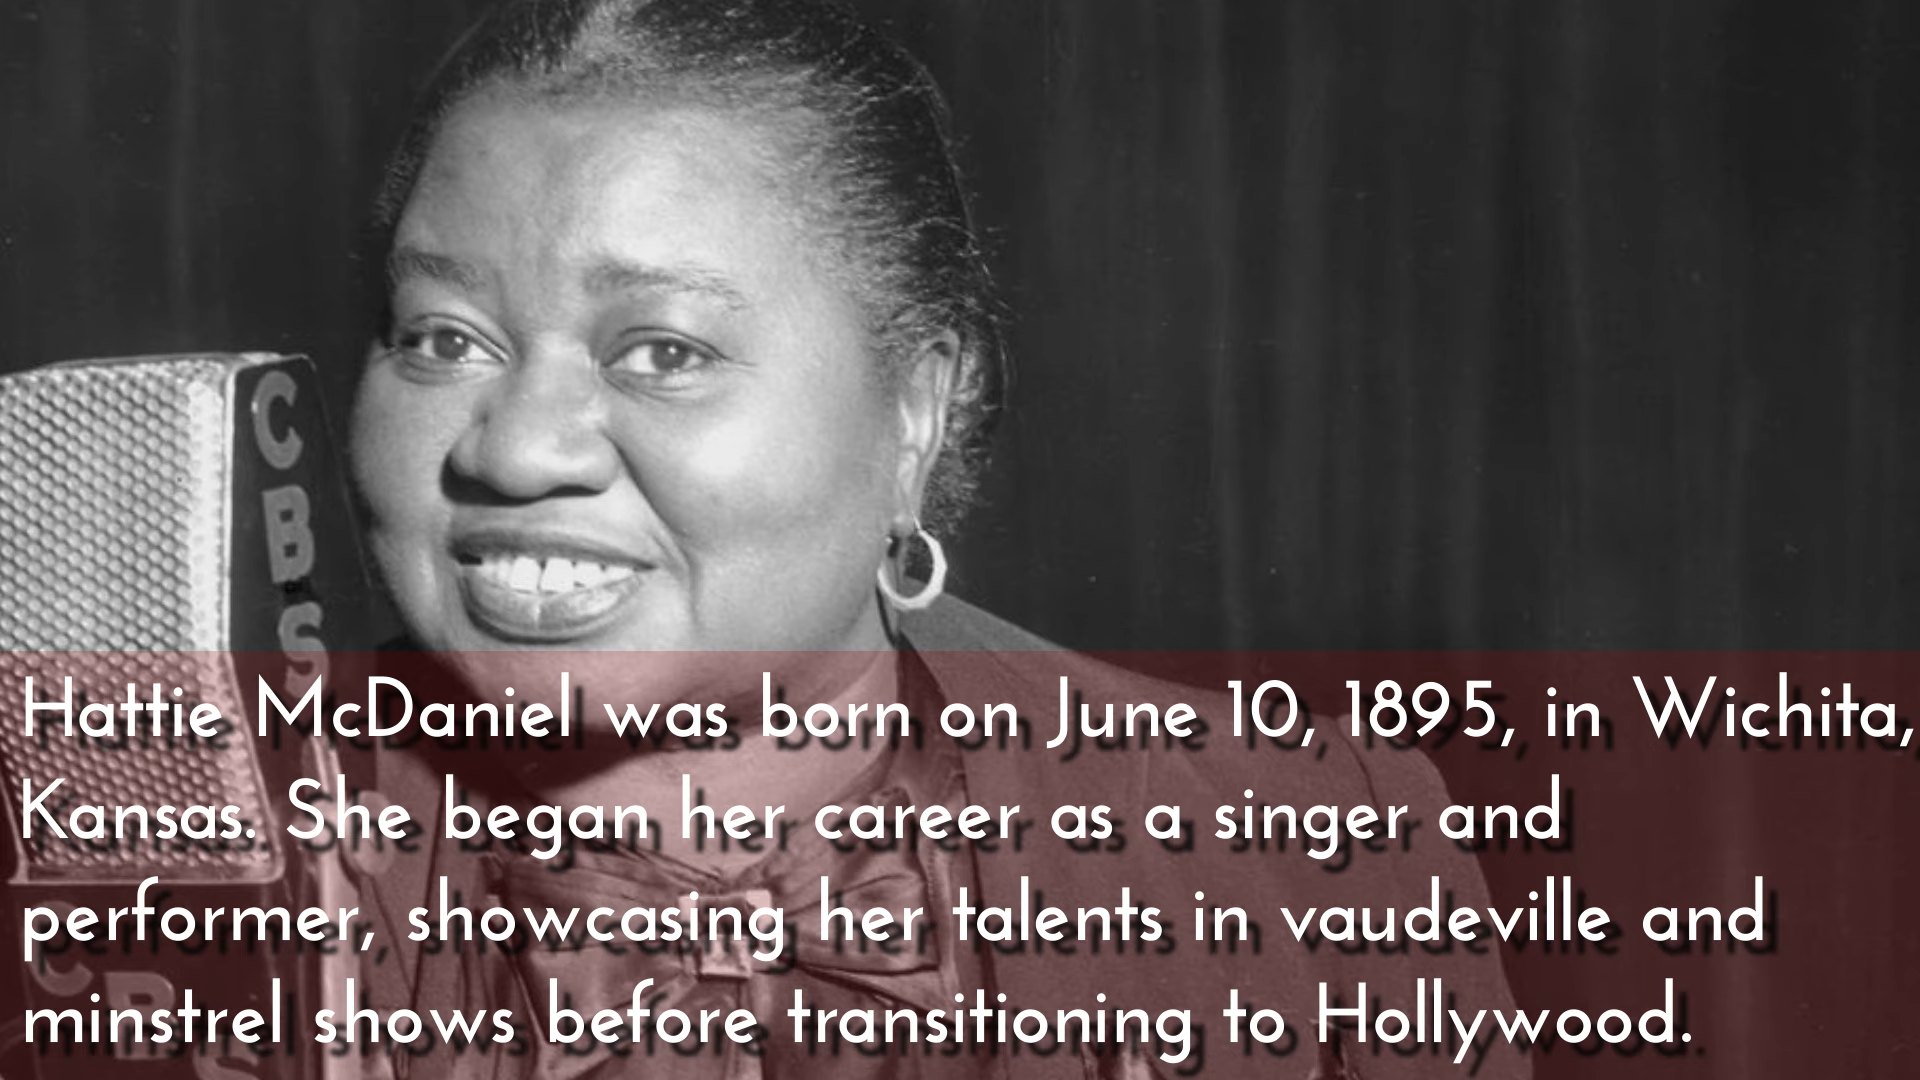 CBS
Hattie McDaniel was born on June 10, 1895, in Wichita,
Kansas. She began her career as a singer and
performer, showcasing her talents in vaudeville and
minstrel shows before transitioning to Hollywood.
CBS